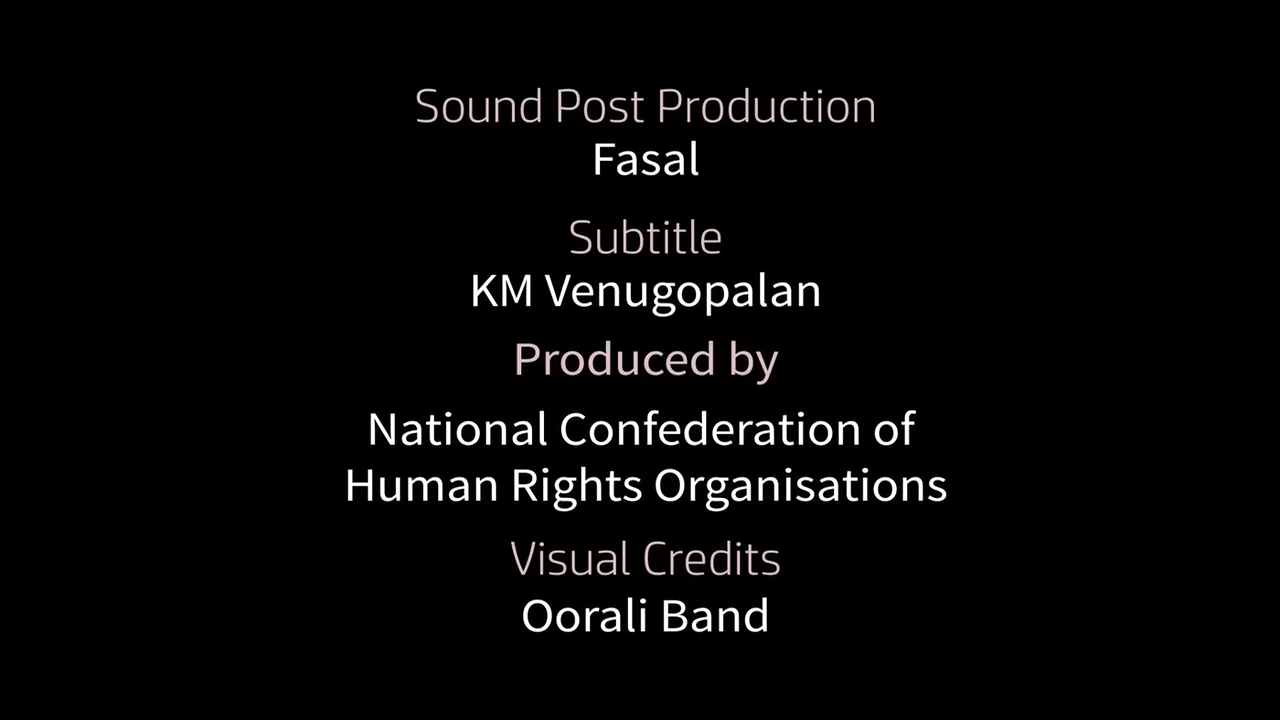 Sound Post Production
Fasal
Subtitle
KM Venugopalan
Produced by
National Confederation of
Human Rights Organisations
Visual Credits
Oorali Band